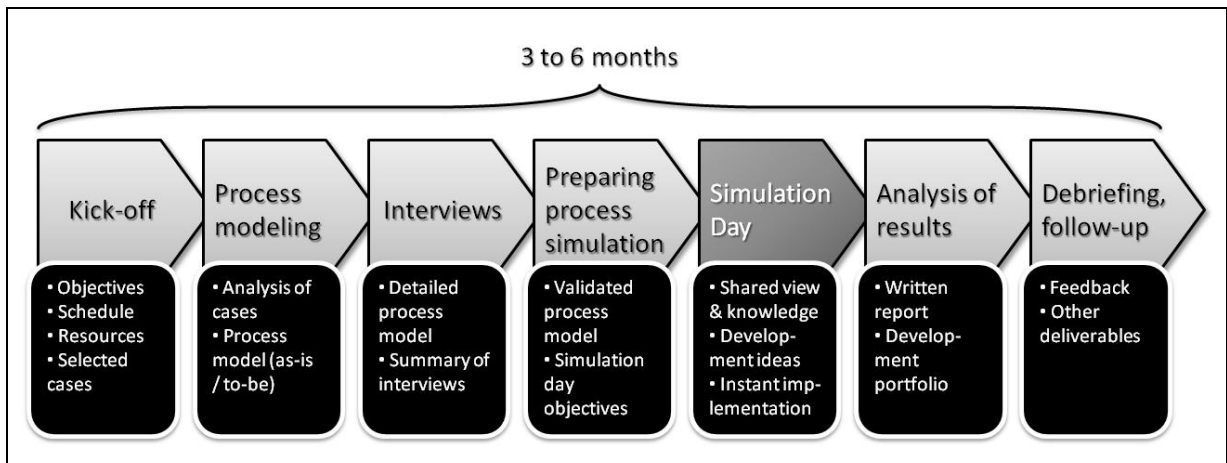 3 to 6 months
Kick-off
Process
modeling
Interviews
Preparing
process
simulation
Simulation
Day
Analysis of
results
Debriefing,
follow-up
▪ Objectives
▪ Schedule
▪ Resources
▪ Selected
cases
▪ Analysis of
cases
▪ Process
model (as-is
/ to-be)
▪ Detailed
process
model
▪ Summary of
interviews
▪ Validated
process
model
▪ Simulation
day
objectives
▪ Shared view
& knowledge
▪ Develop-
ment ideas
▪ Instant imp-
lementation
▪ Written
report
▪ Develop-
ment
portfolio
▪ Feedback
▪ Other
deliverables